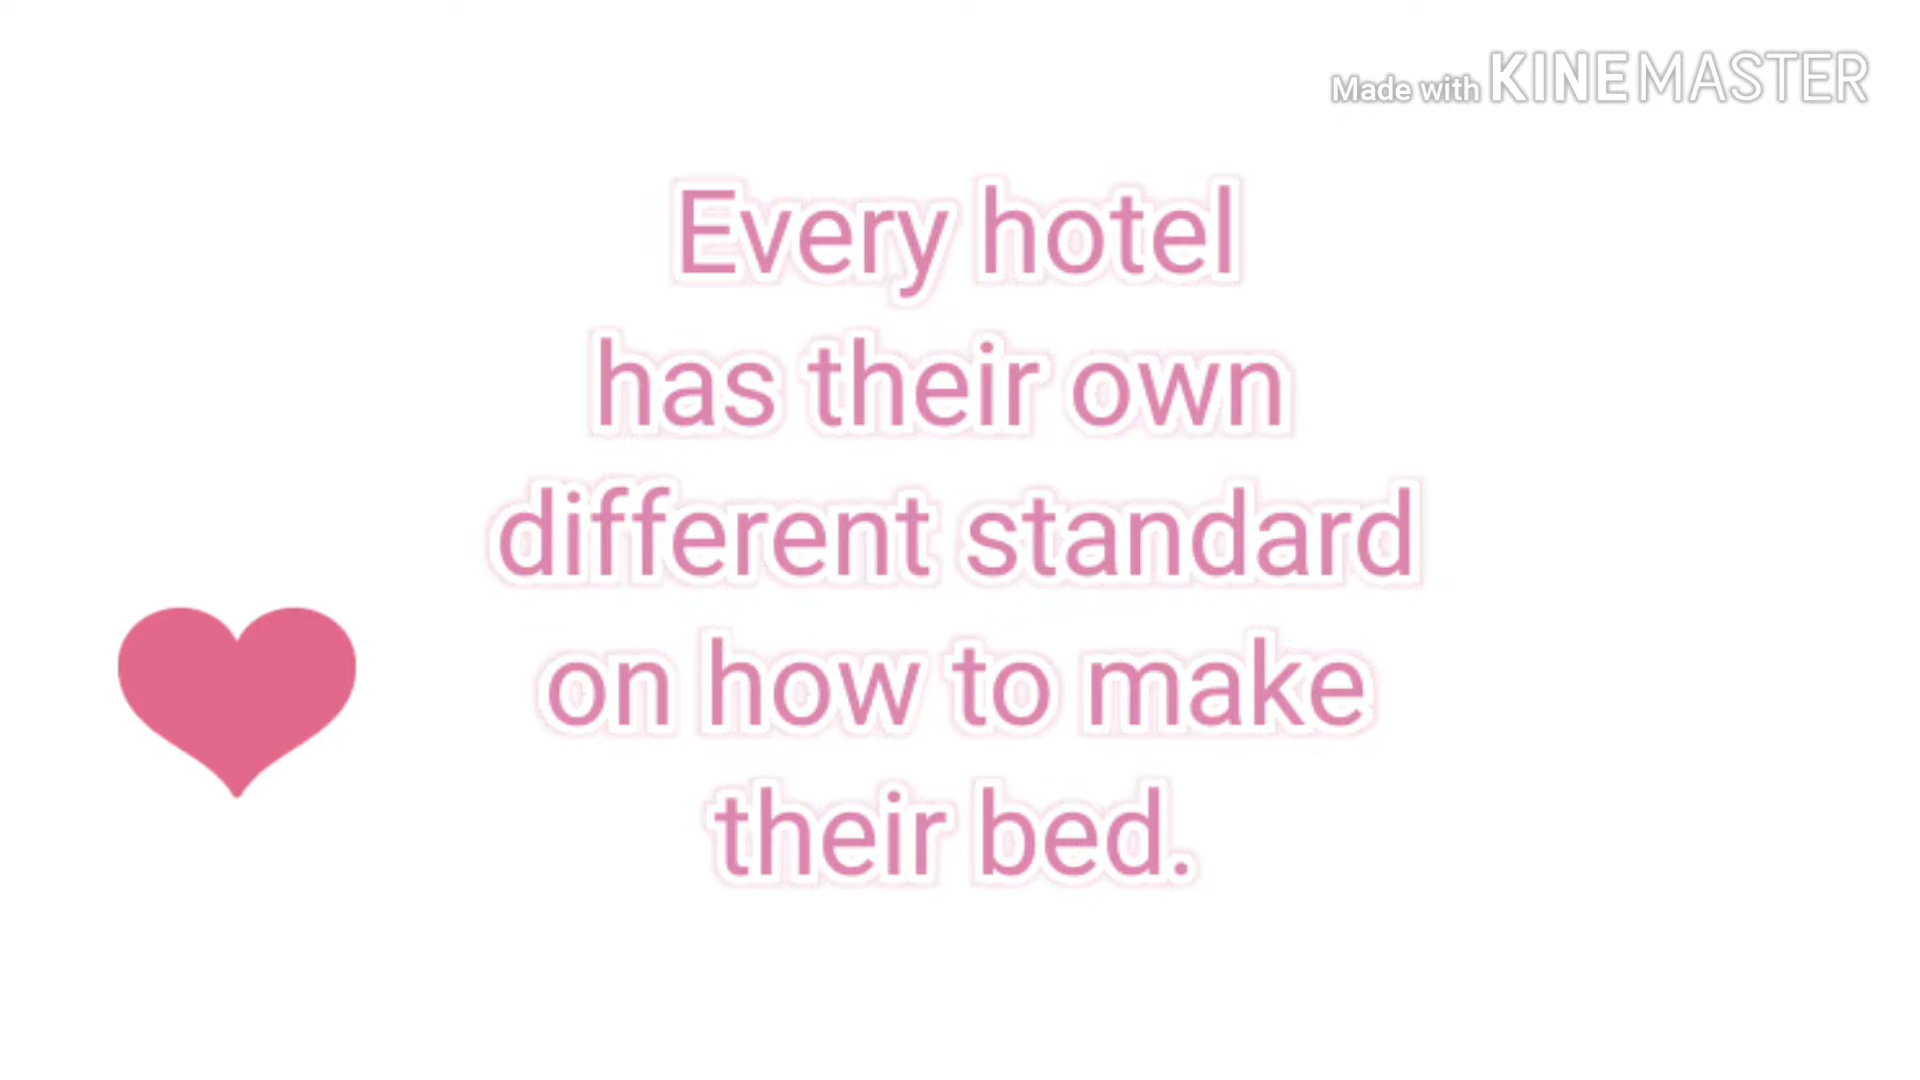 Made with KINEMASTER
Every hotel
has their own
different standard
on how to make
their bed.